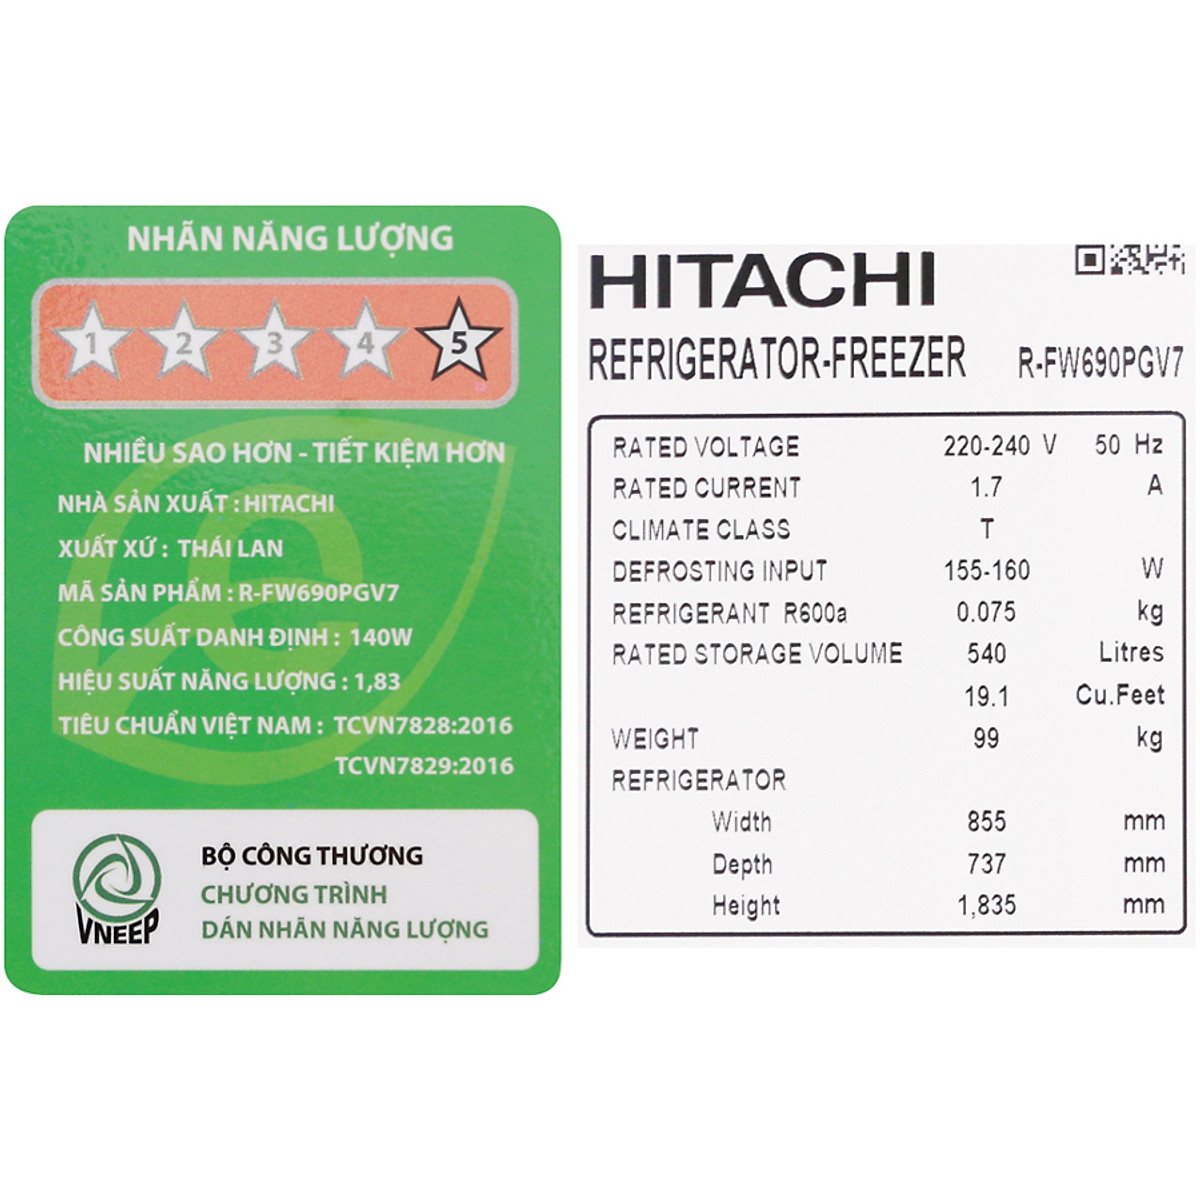 NHÃN NĂNG LƯỢNG
1 2 3 4 5
NHIỀU SAO HƠN - TIẾT KIỆM HƠN
NHÀ SẢN XUẤT : HITACHI
XUẤT XỨ : THÁI LAN
MÃ SẢN PHẨM : R-FW690PGV7
CÔNG SUẤT DANH ĐỊNH : 140W
HIỆU SUẤT NĂNG LƯỢNG : 1,83
TIÊU CHUẨN VIỆT NAM : TCVN7828:2016
TCVN7829:2016
VNEEP
BỘ CÔNG THƯƠNG
CHƯƠNG TRÌNH
DÁN NHÃN NĂNG LƯỢNG
HITACHI
REFRIGERATOR-FREEZER R-FW690PGV7
RATED VOLTAGE 220-240 V 50 Hz
RATED CURRENT 1.7 A
CLIMATE CLASS T
DEFROSTING INPUT 155-160 W
REFRIGERANT R600a 0.075 kg
RATED STORAGE VOLUME 540 Litres
19.1 Cu.Feet
WEIGHT 99 kg
REFRIGERATOR
Width 855 mm
Depth 737 mm
Height 1,835 mm